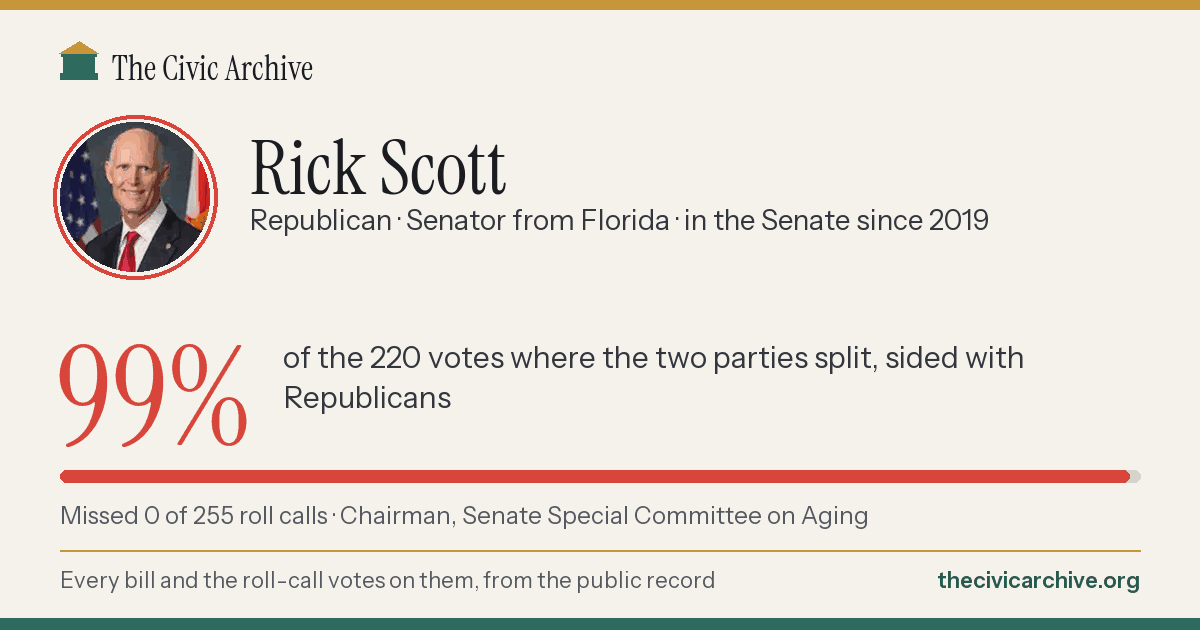 The Civic Archive
Rick Scott
Republican · Senator from Florida · in the Senate since 2019
99%
of the 220 votes where the two parties split, sided with
Republicans
Missed 0 of 255 roll calls · Chairman, Senate Special Committee on Aging
Every bill and the roll-call votes on them, from the public record
thecivicarchive.org